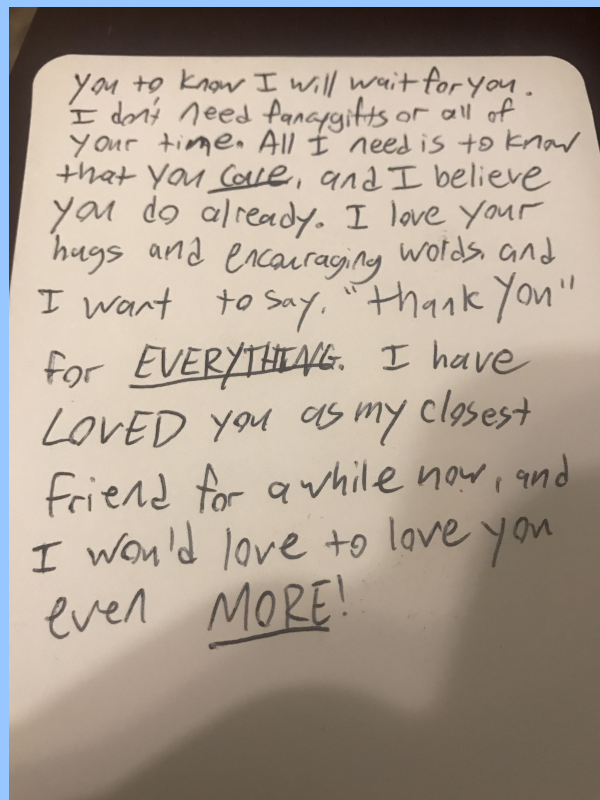 you to know I will wait for you.
I don't need fancy gifts or all of
your time. All I need is to know
that you care, and I believe
you do already. I love your
hugs and encouraging words, and
I want to say, "thank you"
for EVERYTHING. I have
LOVED you as my closest
friend for a while now, and
I wou'd love to love you
even MORE!